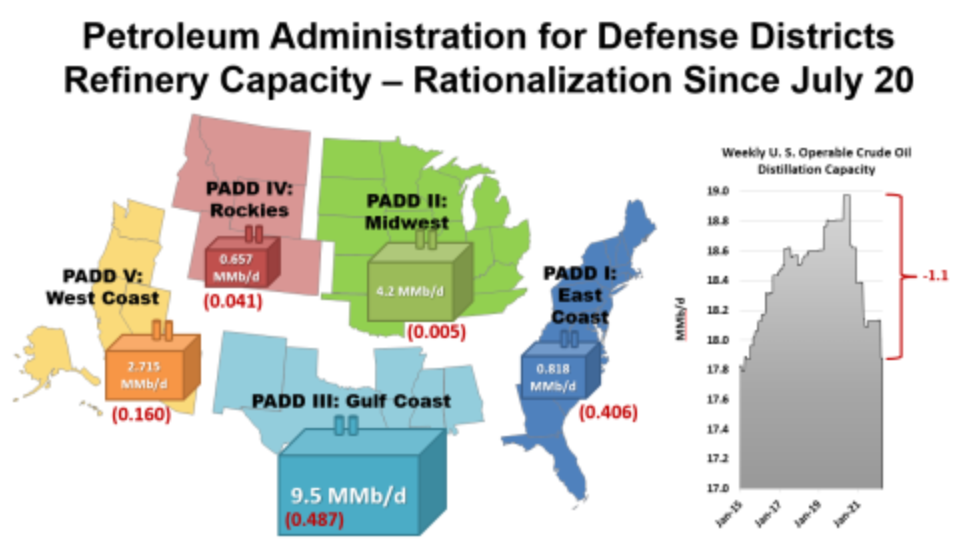 Petroleum Administration for Defense Districts
Refinery Capacity – Rationalization Since July 20
PADD IV:
Rockies
0.657
MMb/d
(0.041)
PADD II:
Midwest
4.2 MMb/d
(0.005)
PADD V:
West Coast
2.715
MMb/d
(0.160)
PADD I:
East
Coast
0.818
MMb/d
(0.406)
PADD III: Gulf Coast
9.5 MMb/d
(0.487)
Weekly U. S. Operable Crude Oil
Distillation Capacity
MMb/d
19.0
18.8
18.6
18.4
18.2
18.0
17.8
17.6
17.4
17.2
17.0
Jan-15
Jan-17
Jan-19
Jan-21
-1.1